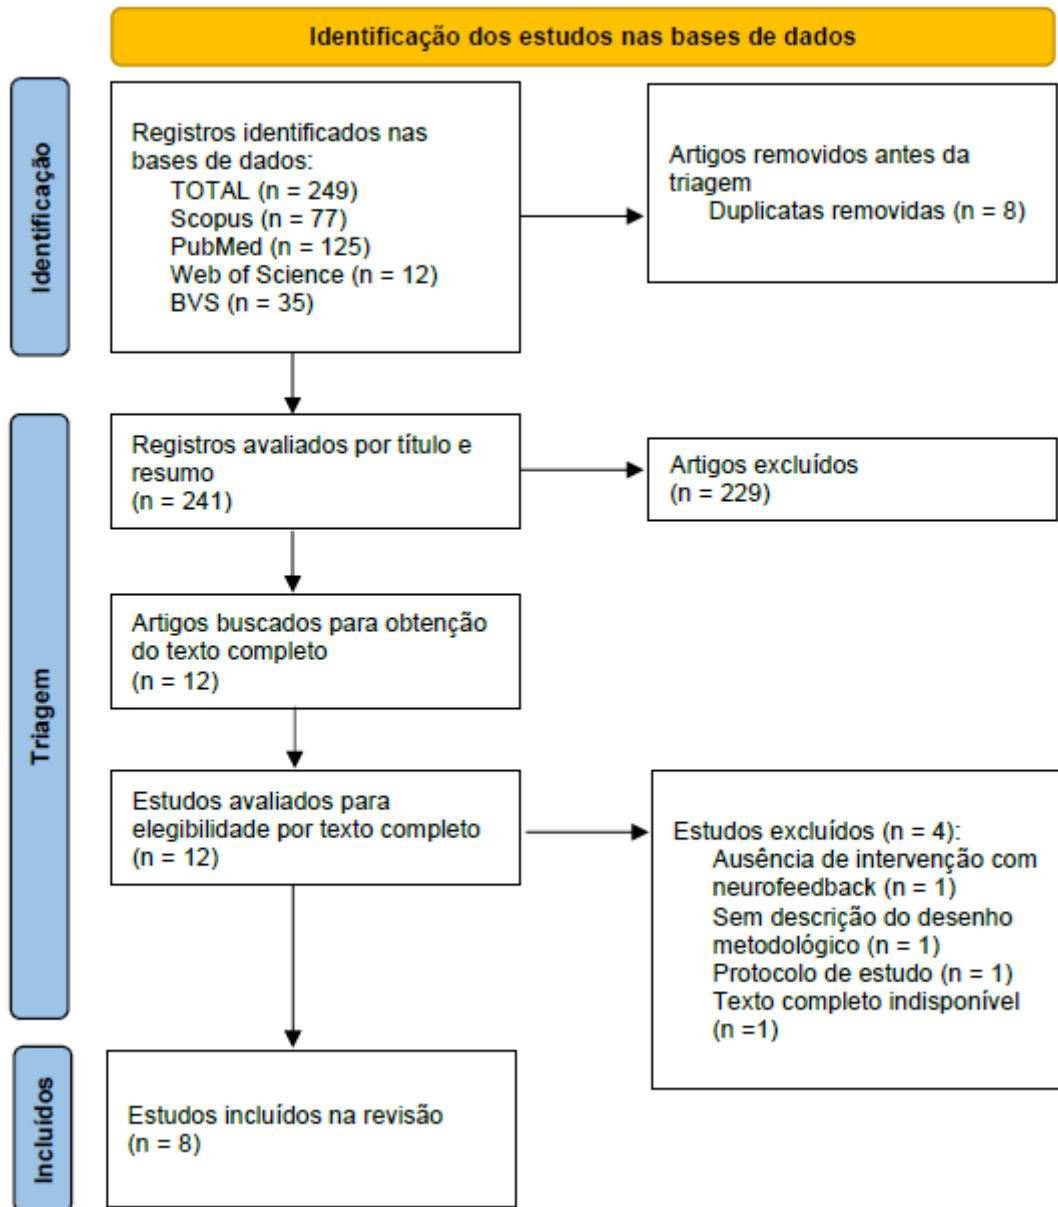 Identificação dos estudos nas bases de dados
Identificação
Registros identificados nas
bases de dados:
TOTAL (n = 249)
Scopus (n = 77)
PubMed (n = 125)
Web of Science (n = 12)
BVS (n = 35)
Artigos removidos antes da
triagem
Duplicatas removidas (n = 8)
Triagem
Registros avaliados por título e
resumo
(n = 241)
Artigos excluídos
(n = 229)
Artigos buscados para obtenção
do texto completo
(n = 12)
Estudos avaliados para
elegibilidade por texto completo
(n = 12)
Estudos excluídos (n = 4):
Ausência de intervenção com
neurofeedback (n = 1)
Sem descrição do desenho
metodológico (n = 1)
Protocolo de estudo (n = 1)
Texto completo indisponível
(n =1)
Incluídos
Estudos incluídos na revisão
(n = 8)